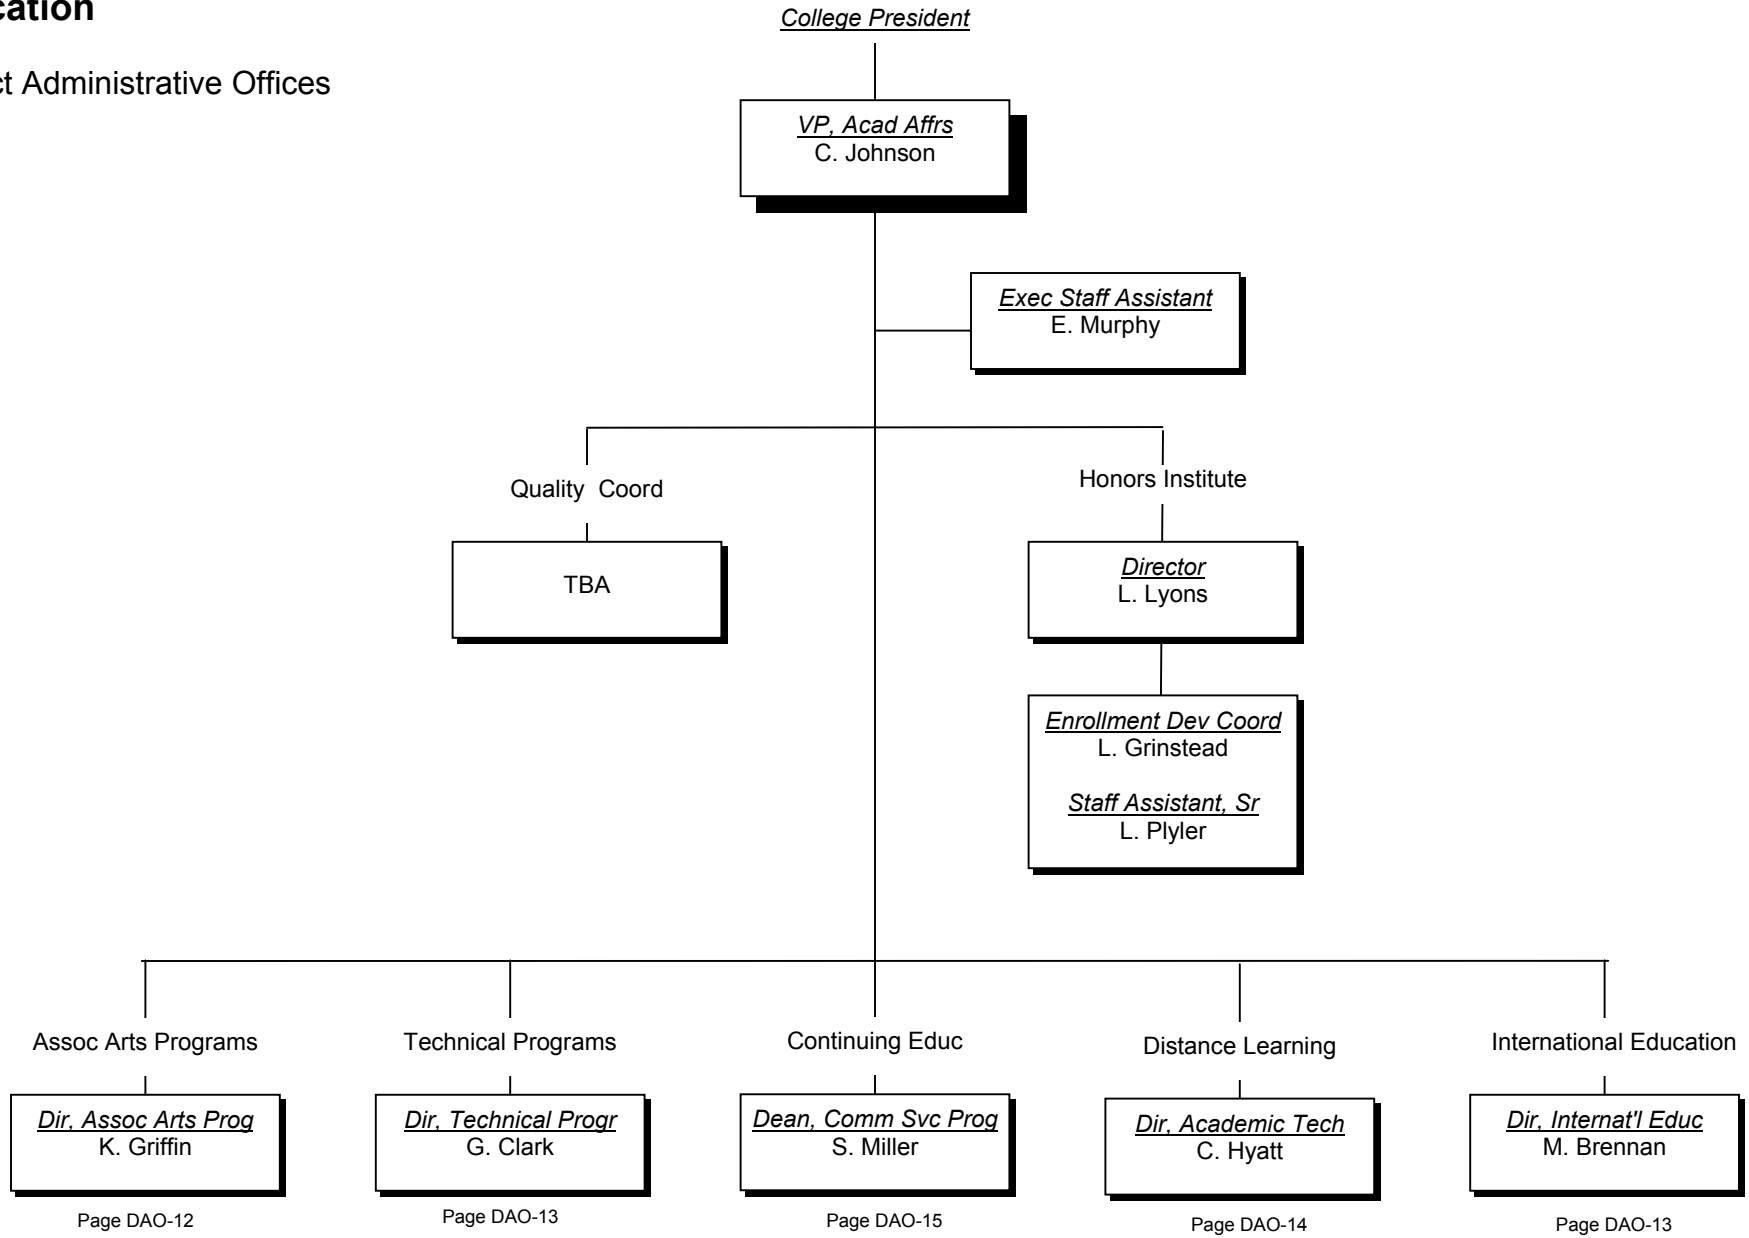 cation
College President
ct Administrative Offices
VP, Acad Affrs
C. Johnson
Exec Staff Assistant
E. Murphy
Quality Coord
Honors Institute
TBA
Director
L. Lyons
Enrollment Dev Coord
L. Grinstead
Staff Assistant, Sr
L. Plyler
Assoc Arts Programs
Technical Programs
Continuing Educ
Distance Learning
International Education
Dir, Assoc Arts Prog
K. Griffin
Dir, Technical Progr
G. Clark
Dean, Comm Svc Prog
S. Miller
Dir, Academic Tech
C. Hyatt
Dir, Internat'l Educ
M. Brennan
Page DAO-12
Page DAO-13
Page DAO-15
Page DAO-14
Page DAO-13